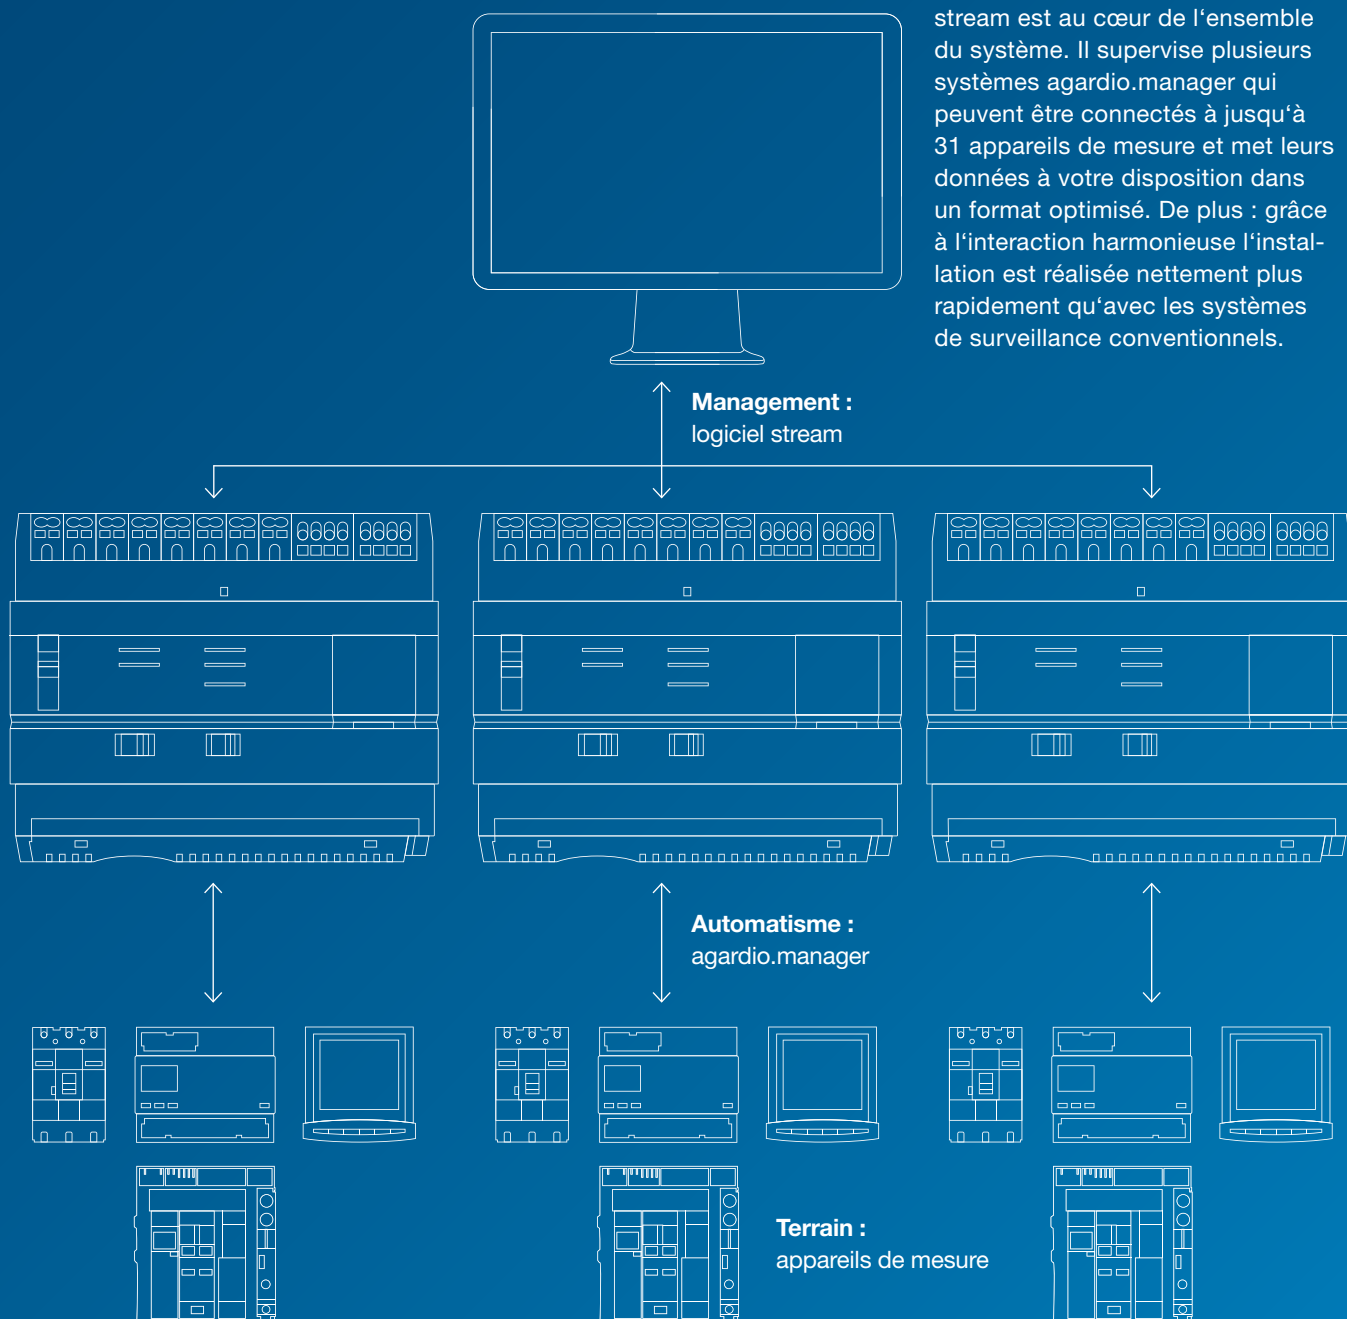 stream est au cœur de l‘ensemble
du système. Il supervise plusieurs
systèmes agardio.manager qui
peuvent être connectés à jusqu‘à
31 appareils de mesure et met leurs
données à votre disposition dans
un format optimisé. De plus : grâce
à l‘interaction harmonieuse l‘instal-
lation est réalisée nettement plus
rapidement qu‘avec les systèmes
de surveillance conventionnels.
Management :
logiciel stream
Automatisme :
agardio.manager
Terrain :
appareils de mesure